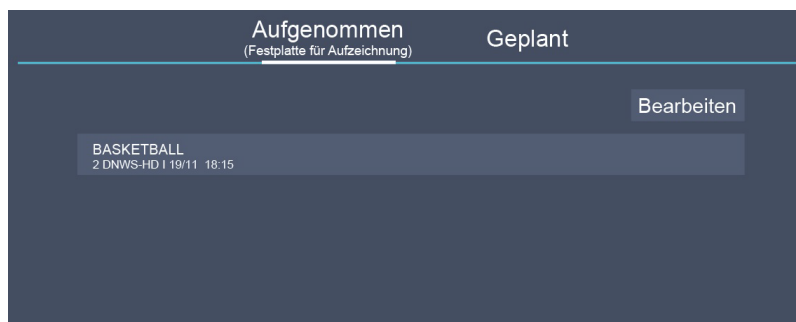 Aufgenommen
(Festplatte für Aufzeichnung)
Geplant
Bearbeiten
BASKETBALL
2 DNWS-HD I 19/11 18:15